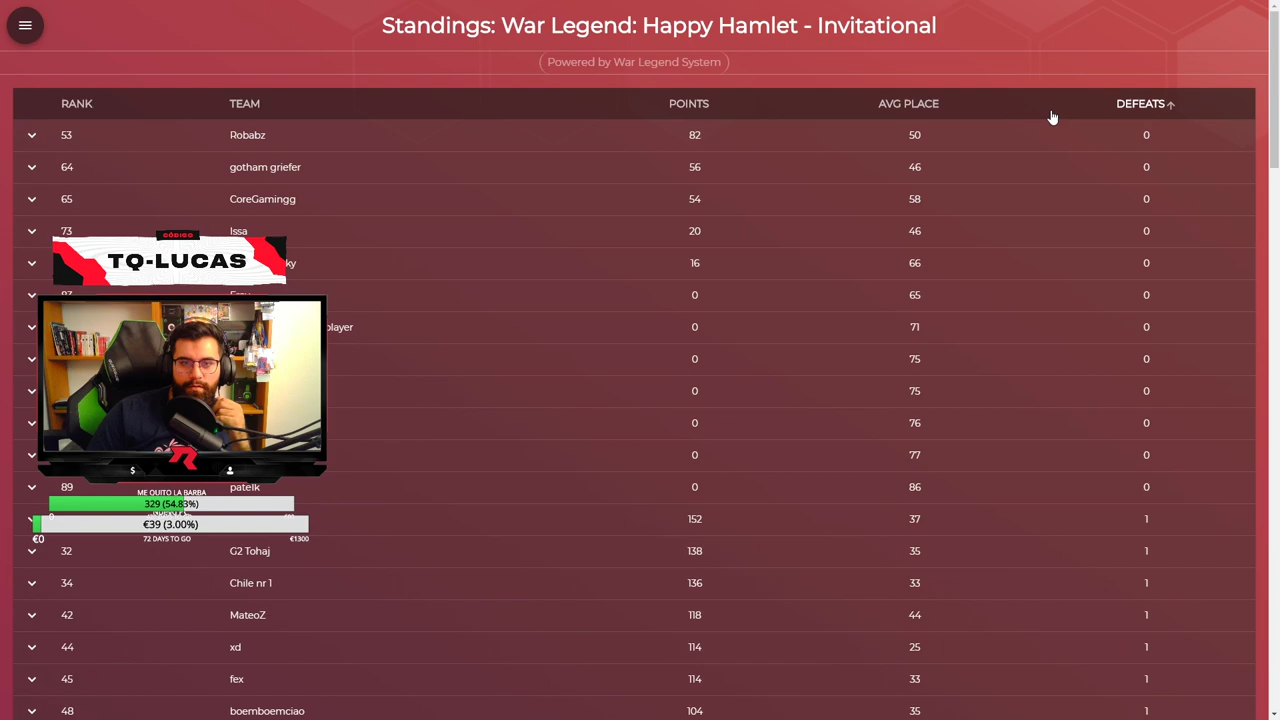 Standings: War Legend: Happy Hamlet - Invitational
Powered by War Legend System
RANK TEAM POINTS AVG PLACE DEFEATS
53 Robabz 82 50 0
64 gotham griefer 56 46 0
65 CoreGamingg 54 58 0
73 Issa 20 46 0
CÓDIGO
TQ-LUCAS
ky 16 66 0
0 65 0
player 0 71 0
0 75 0
0 75 0
0 76 0
0 77 0
$
89 patelk 0 86 0
ME QUITO LA BARBA
329 (54.83%)
0
152 37 1
€39 (3.00%)
€0 72 DAYS TO GO €1300
32 G2 Tohaj 138 35 1
34 Chile nr 1 136 33 1
42 MateoZ 118 44 1
44 xd 114 25 1
45 fex 114 33 1
48 boemboemciao 104 35 1